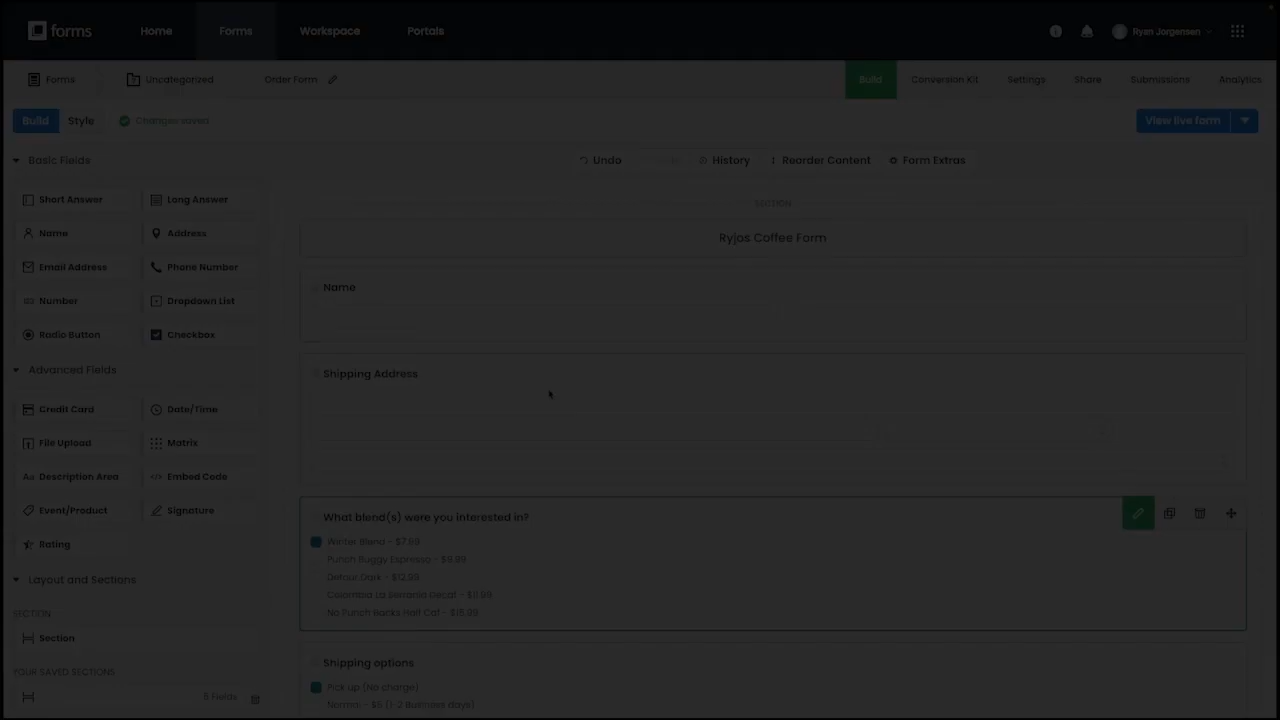 forms Home Forms Workspace Portals Ryan Jorgensen
Forms Uncategorized Order Form Build Conversion Kit Settings Share Submissions Analytics
Build Style Changes saved View live form
Basic Fields Undo History Reorder Content Form Extras
Short Answer Long Answer
SECTION
Name Address
Ryjos Coffee Form
Email Address Phone Number
Name
Number Dropdown List
Radio Button Checkbox
Advanced Fields
Shipping Address
Credit Card Date/Time
File Upload Matrix
Description Area Embed Code
Event/Product Signature
What blend(s) were you interested in?
Winter Blend - $7.99
Rating
Punch Buggy Espresso - $9.99
Detour Dark - $12.99
Layout and Sections
Colombia La Serrania Decaf - $11.99
No Punch Backs Half Caf - $15.99
SECTION
Section
Shipping options
YOUR SAVED SECTIONS
Pick up (No charge)
6 Fields
Normal - $5 (1-2 Business days)